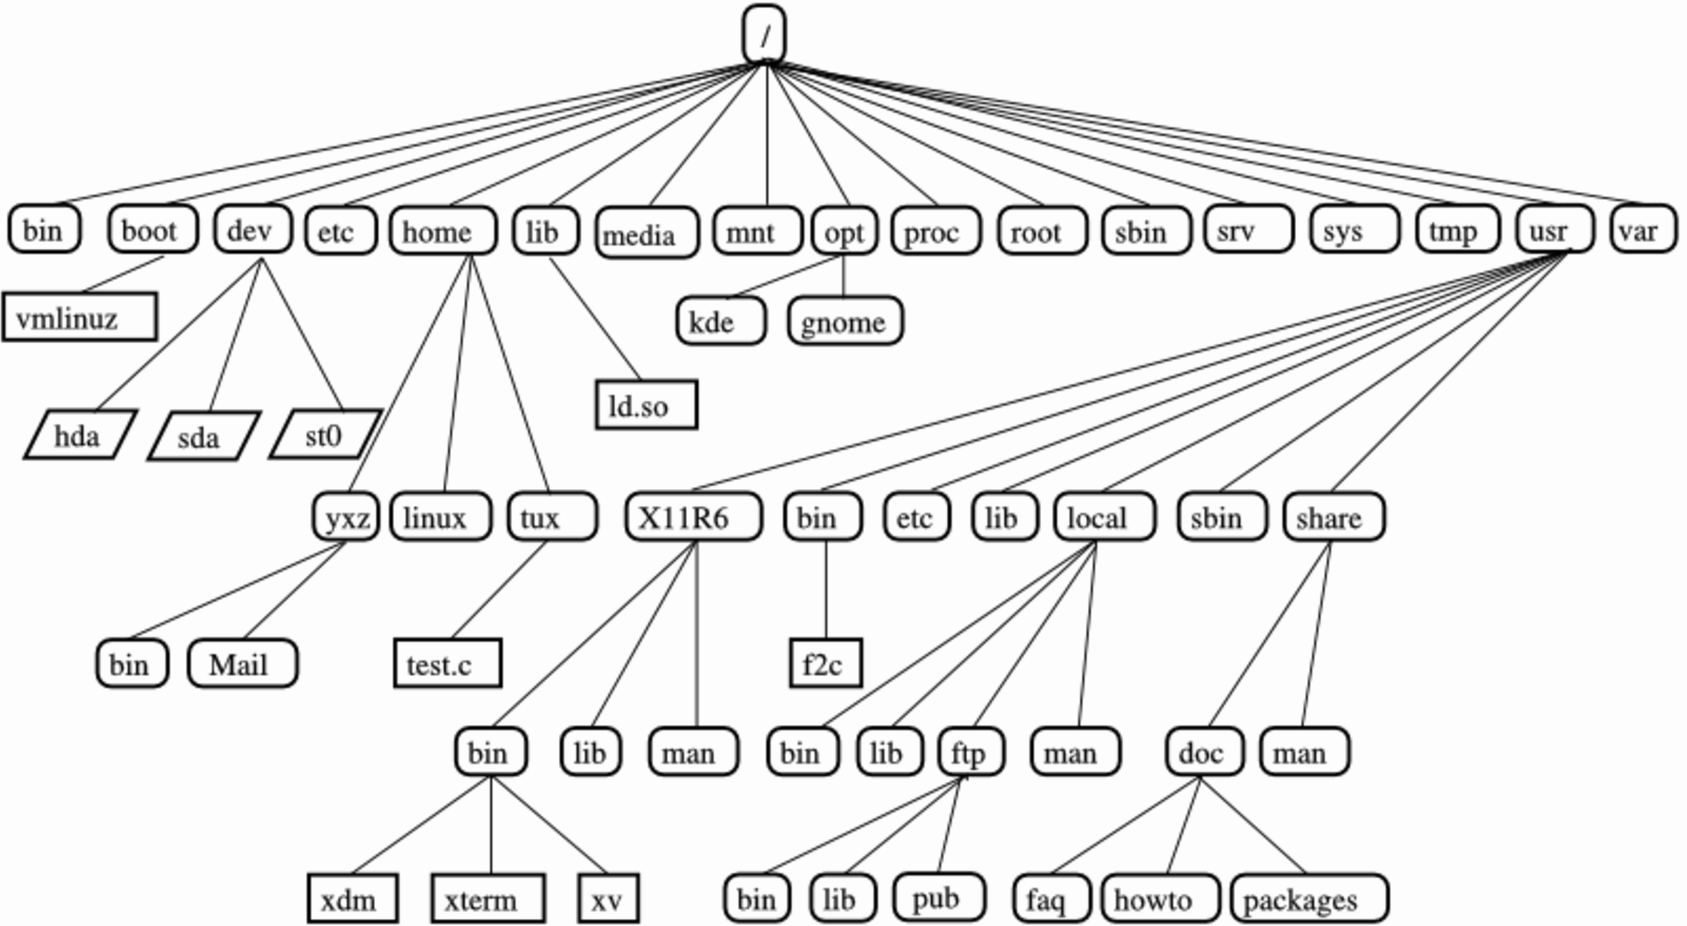 /
bin boot dev etc home lib media mnt opt proc root sbin srv sys tmp usr var
vmlinuz kde gnome
ld.so
hda sda st0
yxz linux tux X11R6 bin etc lib local sbin share
bin Mail test.c f2c
bin lib man bin lib ftp man doc man
xdm xterm xv bin lib pub faq howto packages